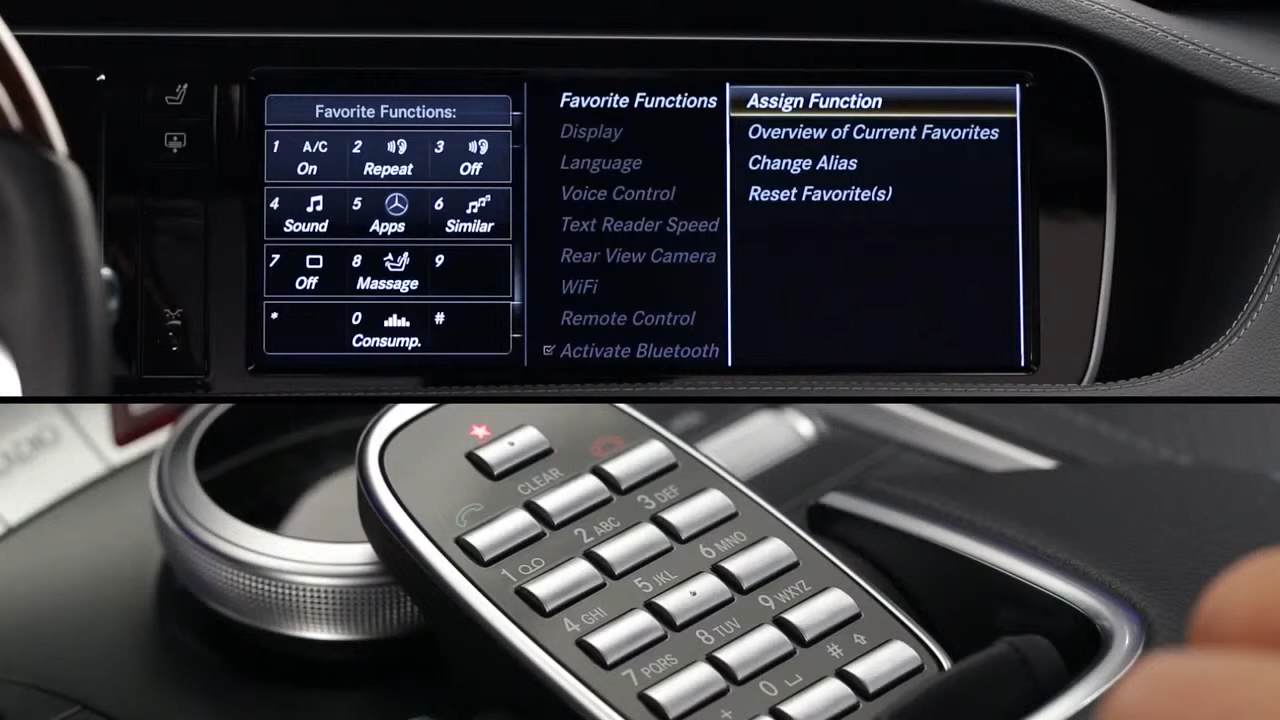 Favorite Functions:
1 A/C 2 3
On Repeat Off
4 5 6
Sound Apps Similar
7 8 9
Off Massage
* 0 #
Consump.
Favorite Functions
Display
Language
Voice Control
Text Reader Speed
Rear View Camera
WiFi
Remote Control
Activate Bluetooth
Assign Function
Overview of Current Favorites
Change Alias
Reset Favorite(s)
CLEAR
1
2 ABC
3 DEF
4 GHI
5 JKL
6 MNO
7 PQRS
8 TUV
9 WXYZ
+
0
#